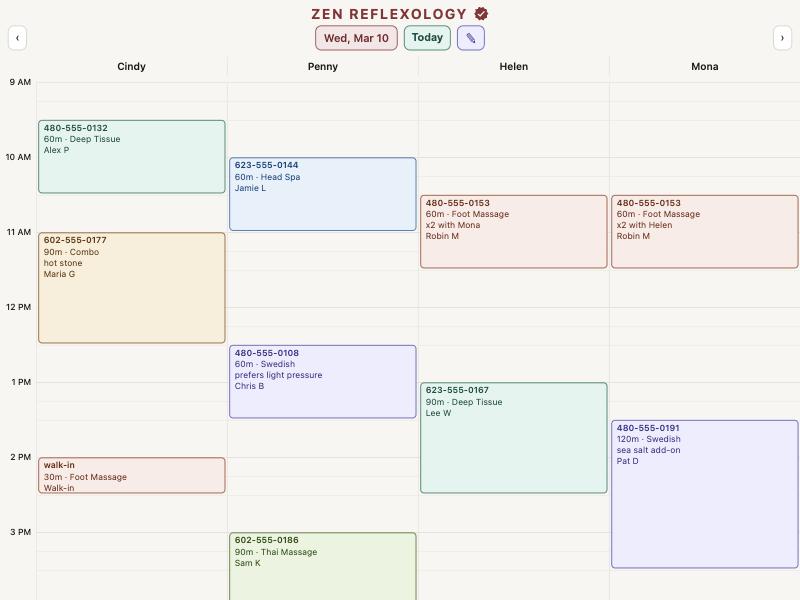 ZEN REFLEXOLOGY
‹
Wed, Mar 10
Today
✎
›
Cindy
Penny
Helen
Mona
9 AM
10 AM
11 AM
12 PM
1 PM
2 PM
3 PM
480-555-0132
60m · Deep Tissue
Alex P
602-555-0177
90m · Combo
hot stone
Maria G
walk-in
30m · Foot Massage
Walk-in
623-555-0144
60m · Head Spa
Jamie L
480-555-0108
60m · Swedish
prefers light pressure
Chris B
602-555-0186
90m · Thai Massage
Sam K
480-555-0153
60m · Foot Massage
x2 with Mona
Robin M
623-555-0167
90m · Deep Tissue
Lee W
480-555-0153
60m · Foot Massage
x2 with Helen
Robin M
480-555-0191
120m · Swedish
sea salt add-on
Pat D